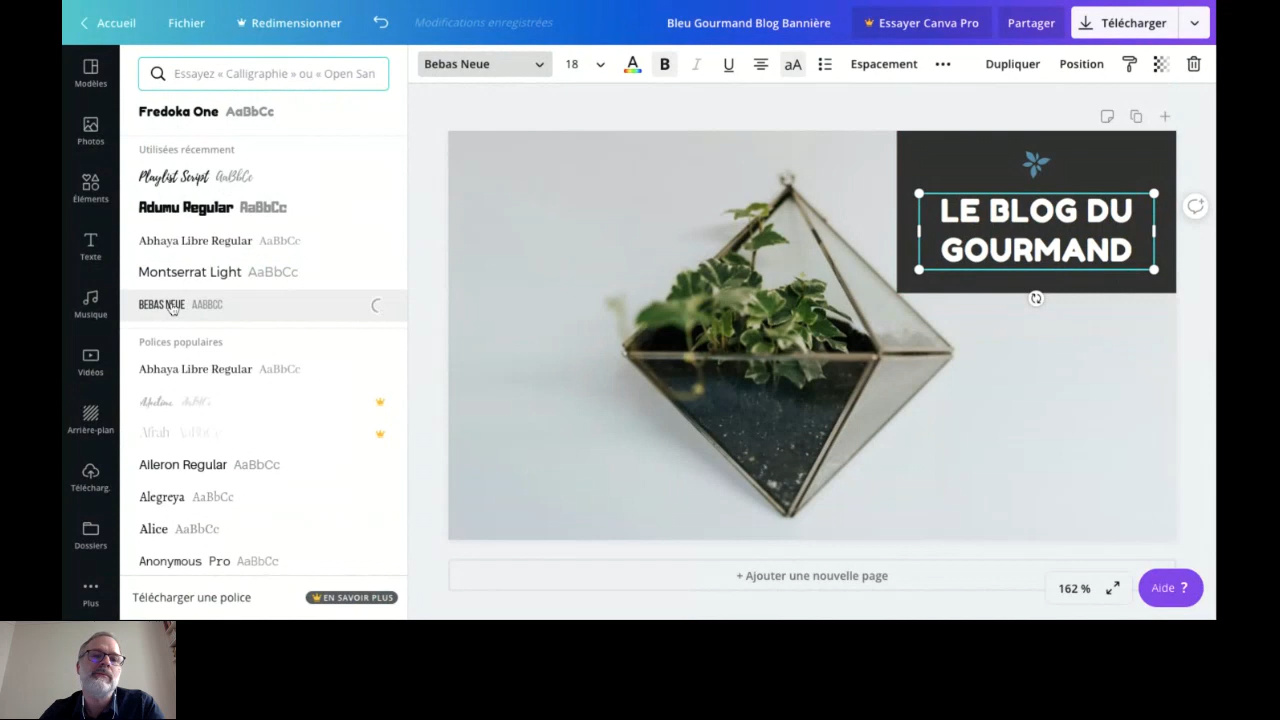 Accueil
Fichier
Redimensionner
Modifications enregistrées
Bleu Gourmand Blog Bannière
Essayer Canva Pro
Partager
Télécharger
Modèles
Photos
Éléments
Texte
Musique
Vidéos
Arrière-plan
Télécharg.
Dossiers
Plus
Essayez « Calligraphie » ou « Open San
Fredoka One AaBbCc
Utilisées récemment
Playlist Script AaBbCc
Adumu Regular AaBbCc
Abhaya Libre Regular AaBbCc
Montserrat Light AaBbCc
BEBAS NEUE AABBCC
Polices populaires
Abhaya Libre Regular AaBbCc
Afrah AaBbCc
Aileron Regular AaBbCc
Alegreya AaBbCc
Alice AaBbCc
Anonymous Pro AaBbCc
Télécharger une police
EN SAVOIR PLUS
Bebas Neue
18
A
B
I
U
aA
Espacement
Dupliquer
Position
LE BLOG DU
GOURMAND
+ Ajouter une nouvelle page
162 %
Aide ?